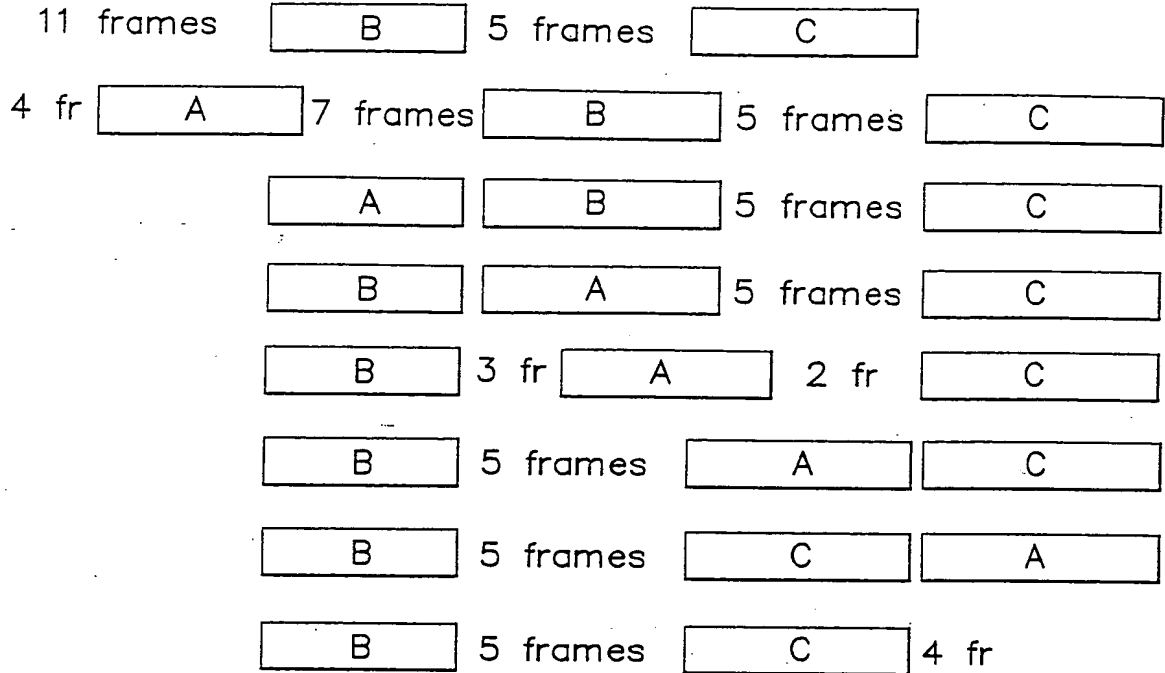 11 frames B 5 frames C
4 fr A 7 frames B 5 frames C
A B 5 frames C
B A 5 frames C
B 3 fr A 2 fr C
B 5 frames A C
B 5 frames C A
B 5 frames C 4 fr